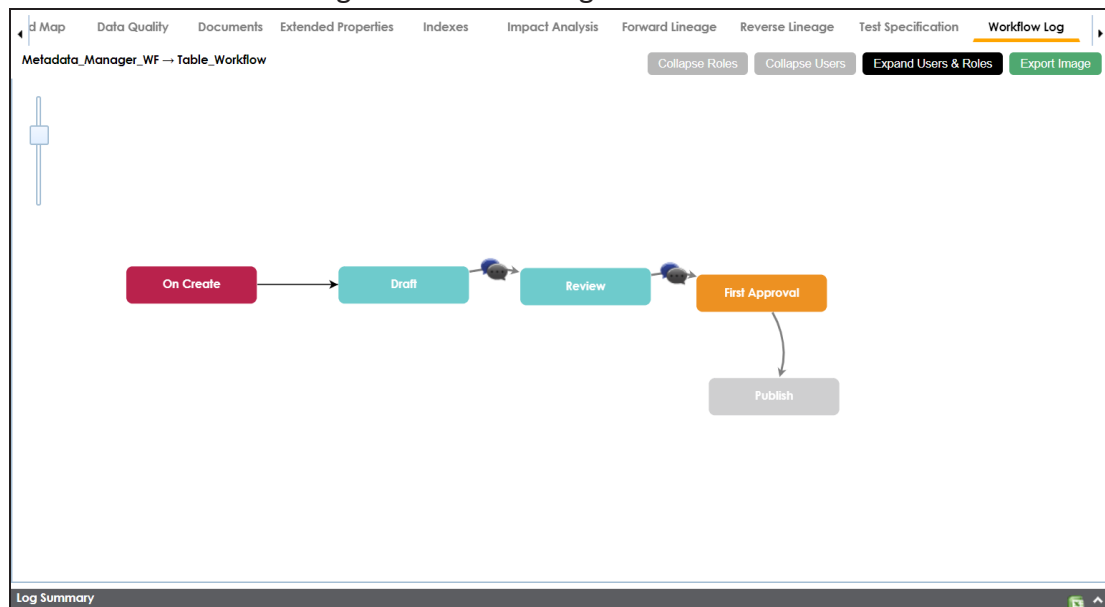 d Map Data Quality Documents Extended Properties Indexes Impact Analysis Forward Lineage Reverse Lineage Test Specification Workflow Log
Metadata_Manager_WF → Table_Workflow Collapse Roles Collapse Users Expand Users & Roles Export Image
On Create Draft Review First Approval
Publish
Log Summary